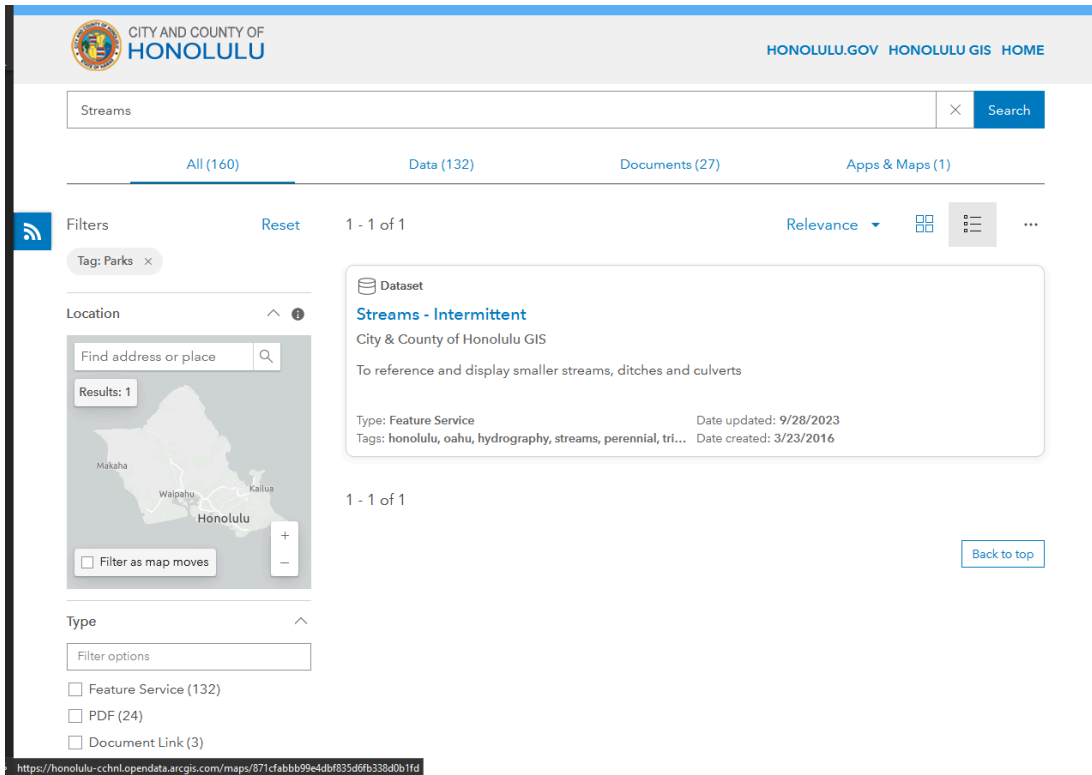 CITY AND COUNTY OF
HONOLULU
HONOLULU.GOV HONOLULU GIS HOME
Streams
Search
All (160)
Data (132)
Documents (27)
Apps & Maps (1)
Filters
Reset
1 - 1 of 1
Relevance
Tag: Parks
Location
Find address or place
Results: 1
Makaha
Waipahu
Kailua
Honolulu
Filter as map moves
Dataset
Streams - Intermittent
City & County of Honolulu GIS
To reference and display smaller streams, ditches and culverts
Type: Feature Service
Date updated: 9/28/2023
Tags: honolulu, oahu, hydrography, streams, perennial, tri...
Date created: 3/23/2016
1 - 1 of 1
Back to top
Type
Filter options
Feature Service (132)
PDF (24)
Document Link (3)
https://honolulu-cchnl.opendata.arcgis.com/maps/871cfabbb99e4dbf835d6fb338d0b1fd